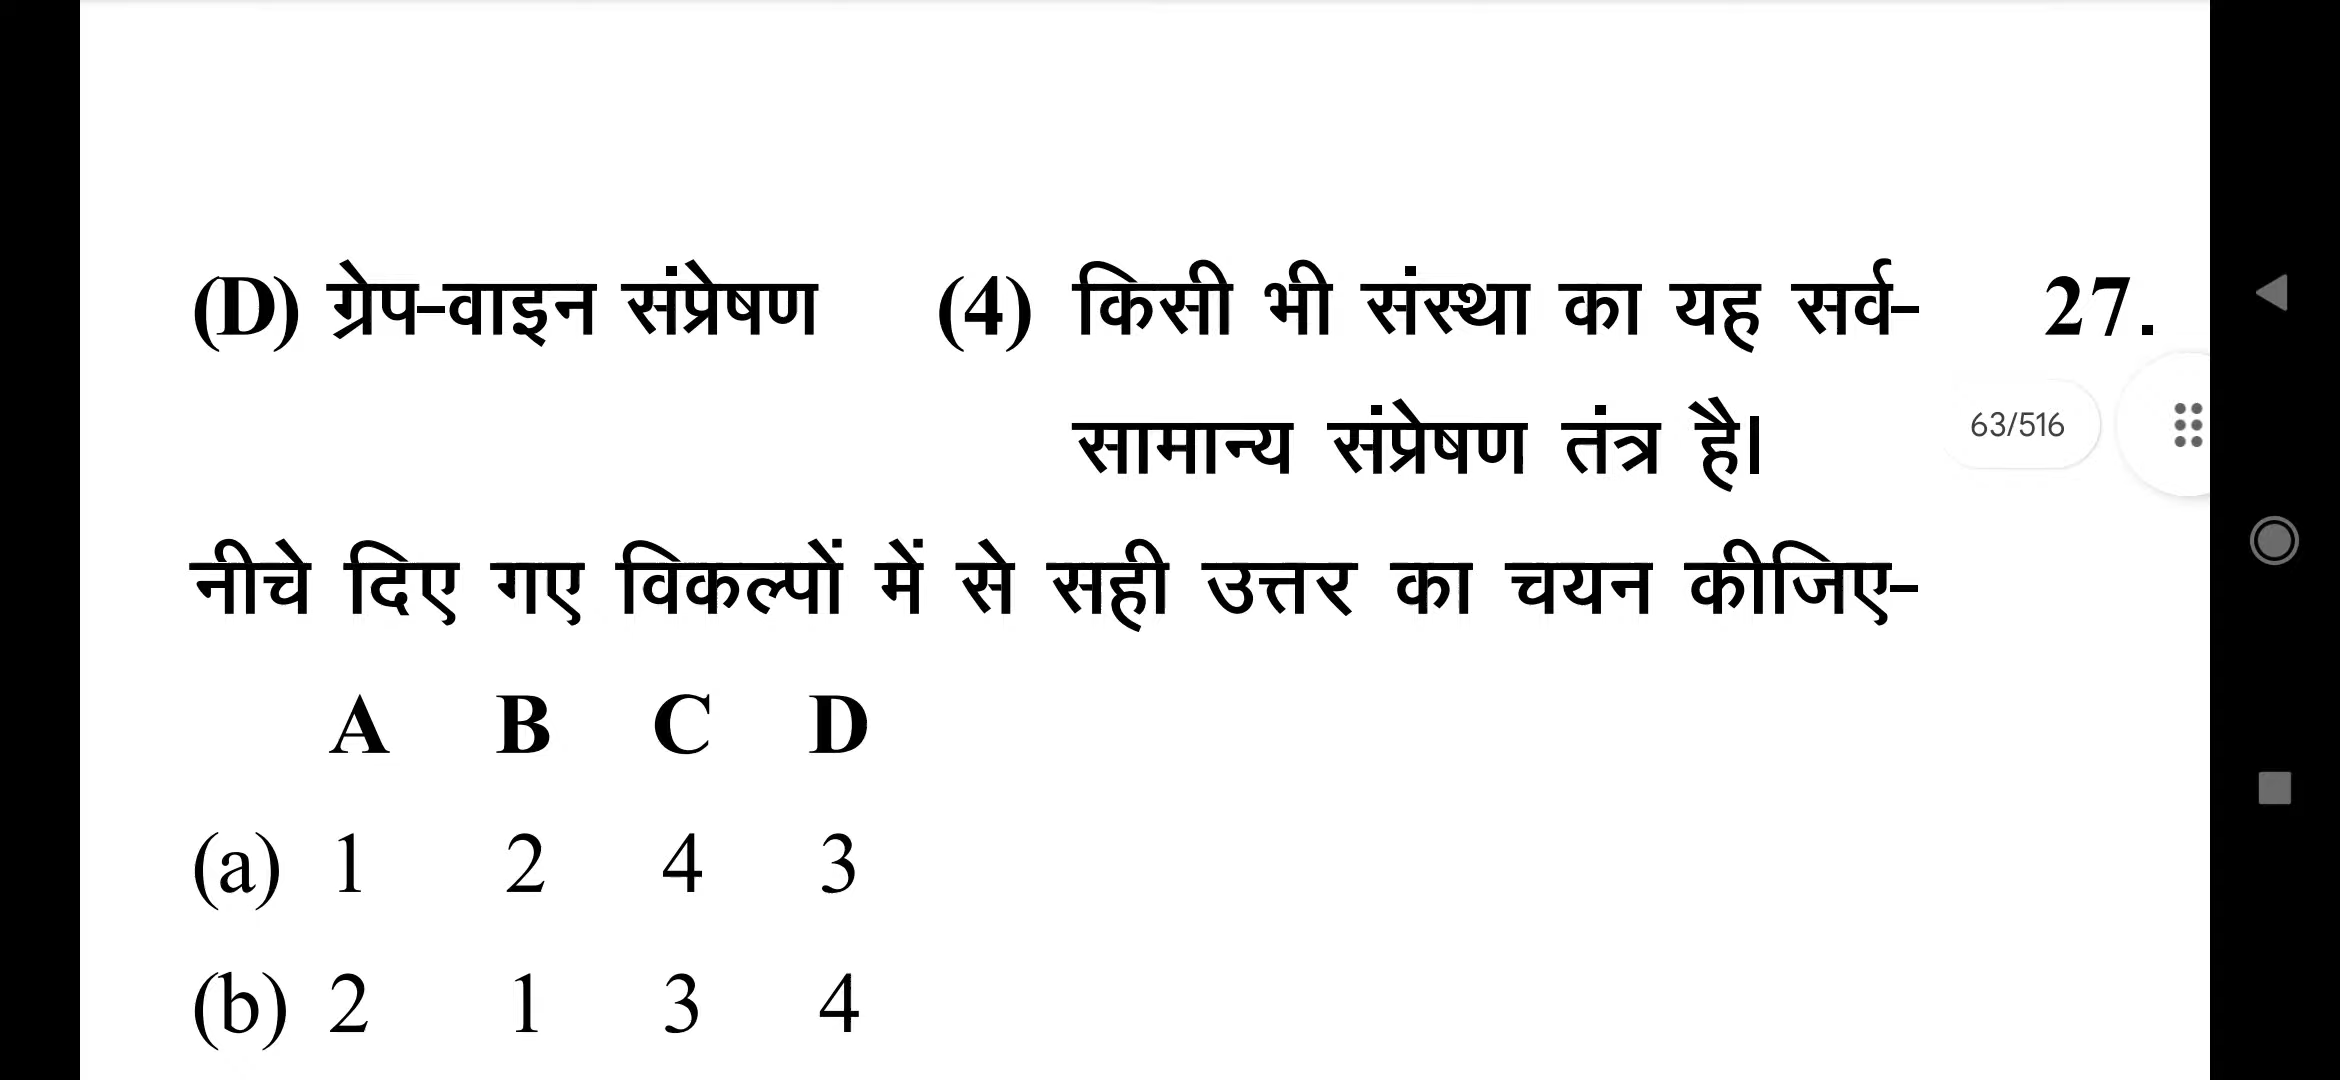 (D) ग्रेप-वाइन संप्रेषण (4) किसी भी संस्था का यह सर्व- 27.
सामान्य संप्रेषण तंत्र है।
63/516
नीचे दिए गए विकल्पों में से सही उत्तर का चयन कीजिए-
A B C D
(a) 1 2 4 3
(b) 2 1 3 4